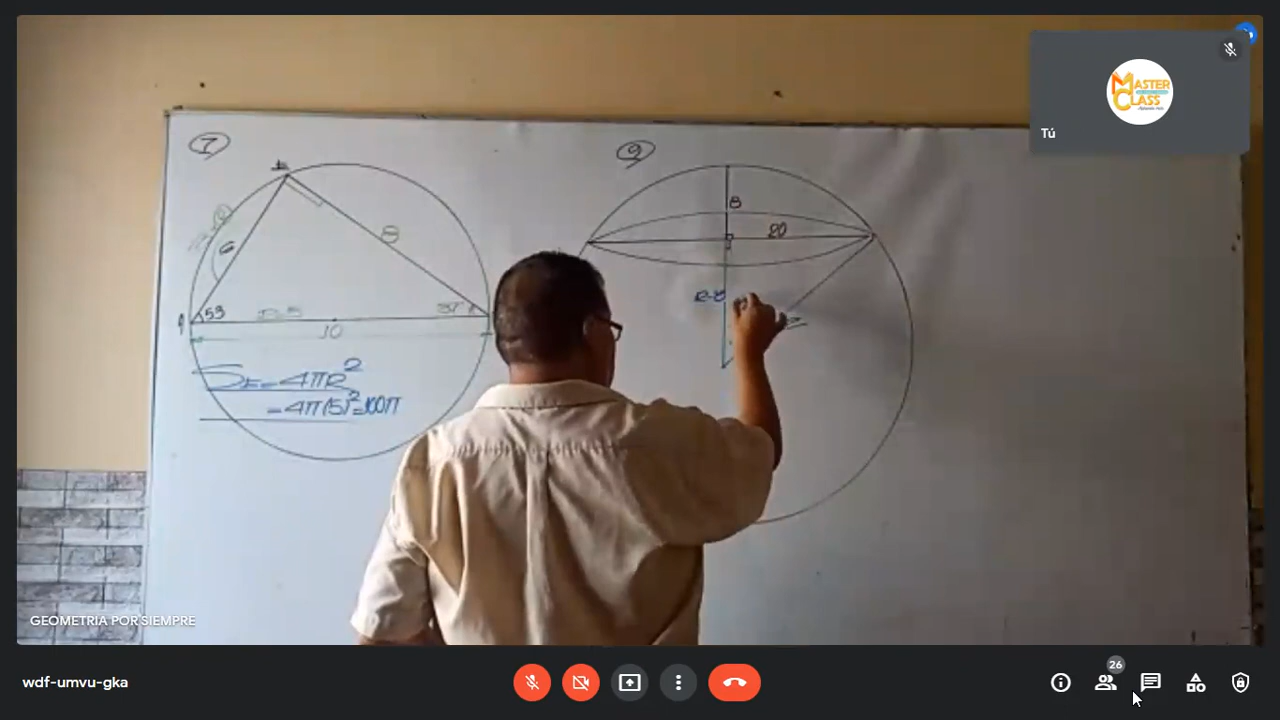 7
9
B
8
6
8
20
53
A
10
R-8
R
SE=4πR²
=4π(5)²=100π
MASTER
CLASS
Tú
GEOMETRIA POR SIEMPRE
wdf-umvu-gka
26